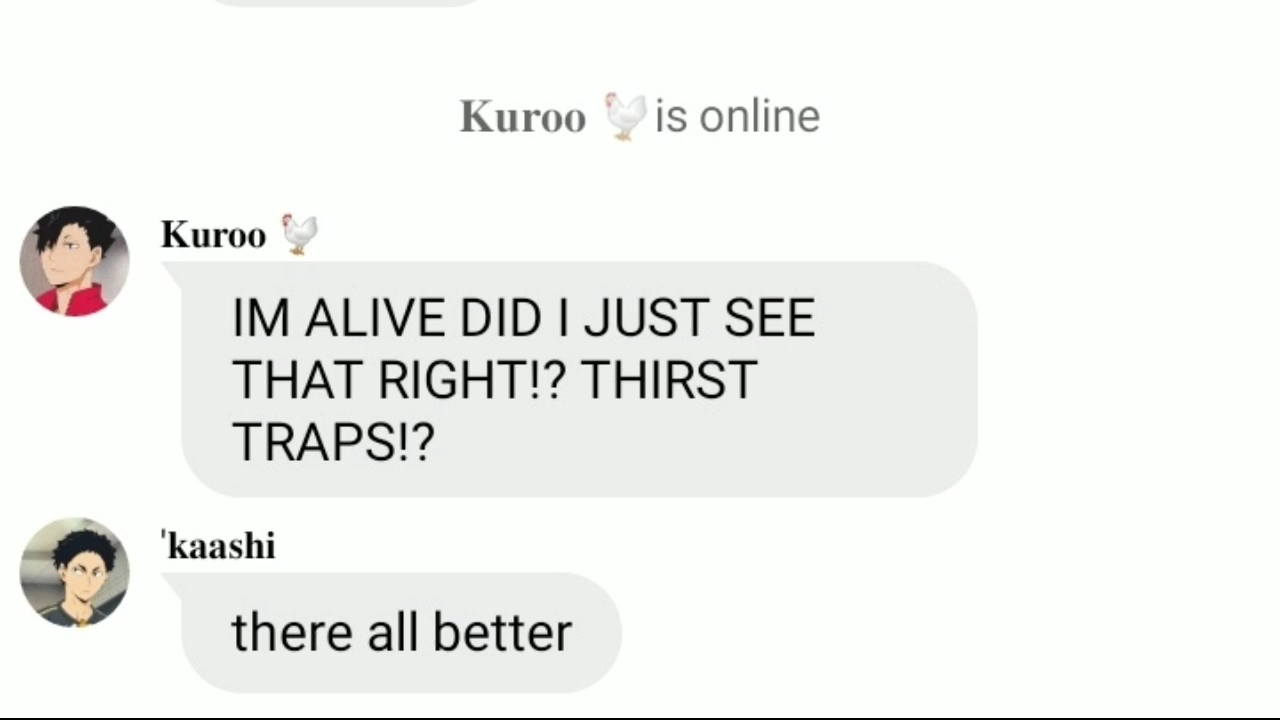 Kuroo 🐓 is online
Kuroo 🐓
IM ALIVE DID I JUST SEE
THAT RIGHT!? THIRST
TRAPS!?
'kaashi
there all better